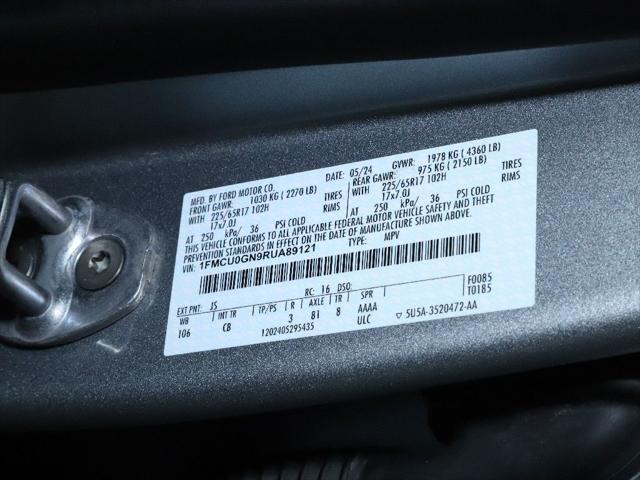 MFD. BY FORD MOTOR CO.
DATE: 05/24 GVWR: 1978 KG ( 4360 LB)
FRONT GAWR: 1030 KG ( 2270 LB) REAR GAWR: 975 KG ( 2150 LB)
WITH 225/65R17 102H TIRES WITH 225/65R17 102H TIRES
17x7.0J RIMS 17x7.0J RIMS
AT 250 kPa/ 36 PSI COLD AT 250 kPa/ 36 PSI COLD
THIS VEHICLE CONFORMS TO ALL APPLICABLE FEDERAL MOTOR VEHICLE SAFETY AND THEFT
PREVENTION STANDARDS IN EFFECT ON THE DATE OF MANUFACTURE SHOWN ABOVE.
VIN: 1FMCU0GN9RUA89121
TYPE: MPV
EXT PNT: JS RC: 16 DSO: F0085
WB INT TR TP/PS R AXLE TR SPR T0185
106 CB 3 81 8 AAAA
1202405295435 ULC ▽ 5U5A-3520472-AA